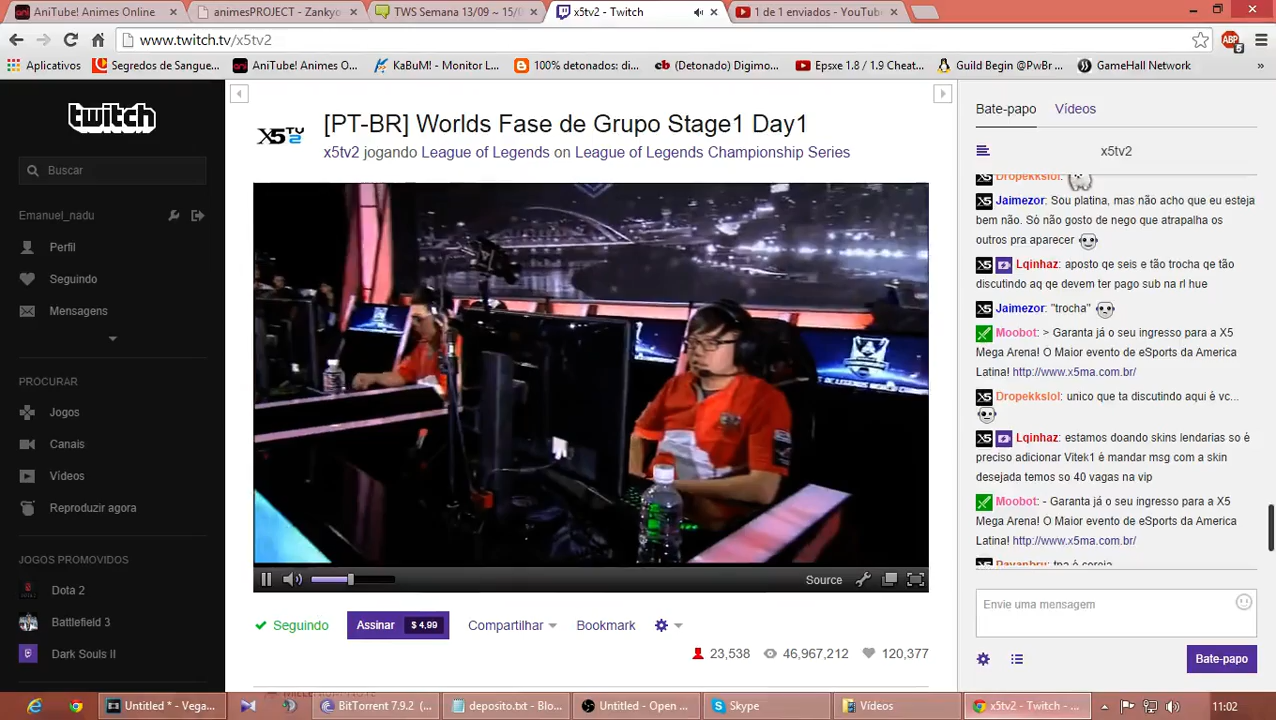 AniTube! Animes Online
animesPROJECT - Zankyo
TWS Semana 13/09 ~ 15/0
x5tv2 - Twitch
1 de 1 enviados - YouTube
www.twitch.tv/x5tv2
ABP
5
Aplicativos
Segredos de Sangue...
AniTube! Animes O...
KaBuM! - Monitor L...
100% detonados: di...
(Detonado) Digimo...
Epsxe 1.8 / 1.9 Cheat...
Guild Begin @PwBr ...
GameHall Network
»
twitch
Buscar
Emanuel_nadu
Perfil
Seguindo
Mensagens
PROCURAR
Jogos
Canais
Vídeos
Reproduzir agora
JOGOS PROMOVIDOS
Dota 2
Battlefield 3
Dark Souls II
X5TV
2
[PT-BR] Worlds Fase de Grupo Stage1 Day1
x5tv2 jogando League of Legends on League of Legends Championship Series
Source
Seguindo
Assinar $ 4,99
Compartilhar
Bookmark
23,538
46,967,212
120,377
Bate-papo
Vídeos
x5tv2
Dropekkslol:
Jaimezor: Sou platina, mas não acho que eu esteja
bem não. Só não gosto de nego que atrapalha os
outros pra aparecer
Lqinhaz: aposto qe seis e tão trocha qe tão
discutindo aq qe devem ter pago sub na rl hue
Jaimezor: "trocha"
Moobot: > Garanta já o seu ingresso para a X5
Mega Arena! O Maior evento de eSports da America
Latina! http://www.x5ma.com.br/
Dropekkslol: unico que ta discutindo aqui é vc...
Lqinhaz: estamos doando skins lendarias so é
preciso adicionar Vitek1 é mandar msg com a skin
desejada temos so 40 vagas na vip
Moobot: - Garanta já o seu ingresso para a X5
Mega Arena! O Maior evento de eSports da America
Latina! http://www.x5ma.com.br/
Envie uma mensagem
Bate-papo
Untitled * - Vega...
BitTorrent 7.9.2 (...
deposito.txt - Blo...
Untitled - Open ...
Skype
Vídeos
x5tv2 - Twitch - ...
11:02